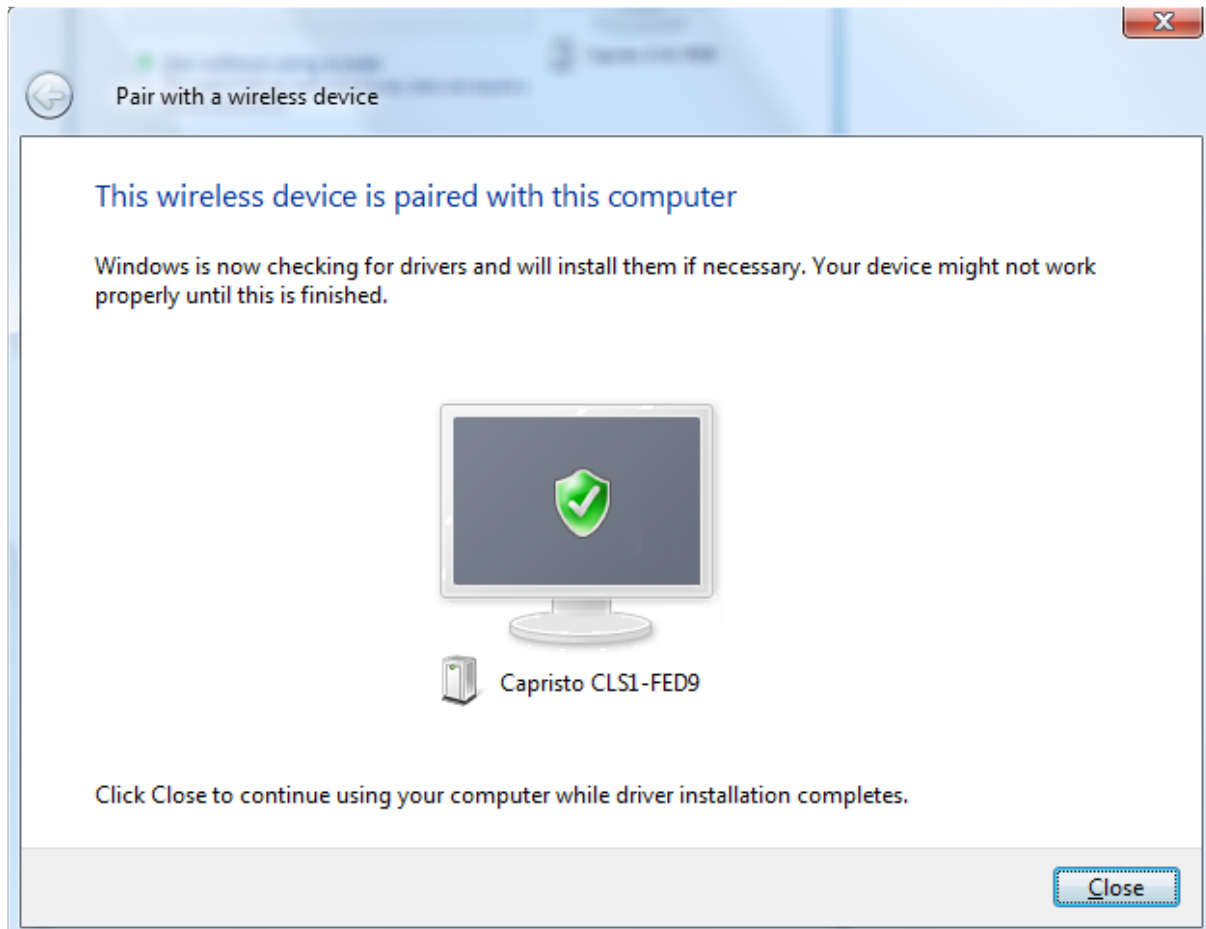 Pair with a wireless device
This wireless device is paired with this computer
Windows is now checking for drivers and will install them if necessary. Your device might not work
properly until this is finished.
Capristo CLS1-FED9
Click Close to continue using your computer while driver installation completes.
Close